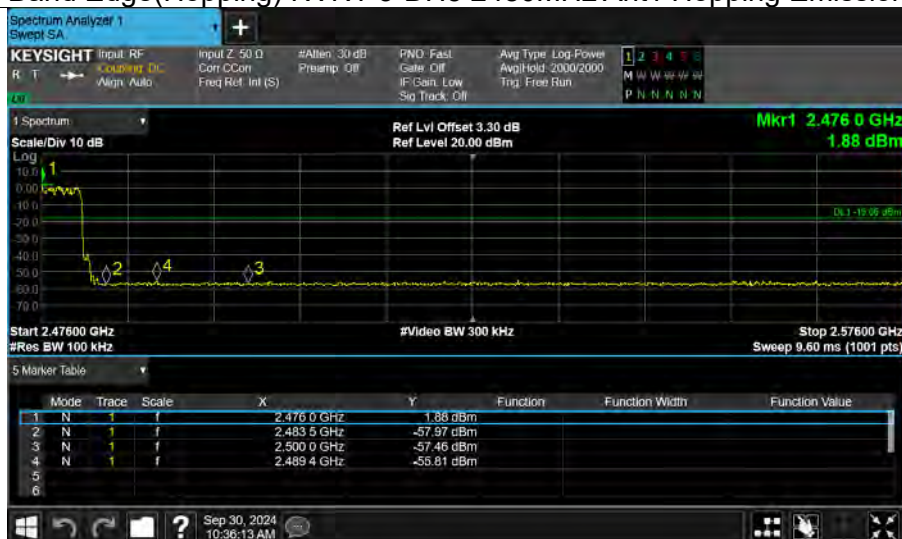 Spectrum Analyzer 1
Swept SA
KEYSIGHT Input: RF Input Z: 50 Ω #Atten: 30 dB PNO: Fast Avg Type: Log-Power 1 2 3 4 5 6
R T Coupling: DC Corr CCorr Preamp: Off Gate: Off Avg|Hold: 2000/2000 M W W W W W
Align: Auto Freq Ref: Int (S) IF Gain: Low Trig: Free Run
Sig Track: Off P N N N N N
1 Spectrum Ref Lvl Offset 3.30 dB Mkr1 2.476 0 GHz
Scale/Div 10 dB Ref Level 20.00 dBm 1.88 dBm
Log
10.0 1
0.00
-10.0
-20.0
-30.0
-40.0
-50.0 2 4 3
-60.0
-70.0
Start 2.47600 GHz #Video BW 300 kHz Stop 2.57600 GHz
#Res BW 100 kHz Sweep 9.60 ms (1001 pts)
5 Marker Table
Mode Trace Scale X Y Function Function Width Function Value
1 N 1 f 2.476 0 GHz 1.88 dBm
2 N 1 f 2.483 5 GHz -57.97 dBm
3 N 1 f 2.500 0 GHz -57.46 dBm
4 N 1 f 2.489 4 GHz -55.81 dBm
5
6
Sep 30, 2024
10:36:13 AM